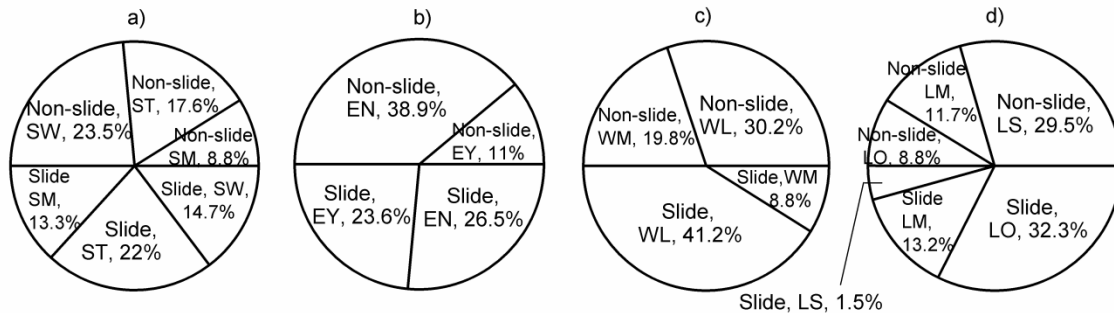 a)
Non-slide,
SW, 23.5%
Non-slide,
ST, 17.6%
Non-slide
SM, 8.8%
Slide
SM,
13.3%
Slide,
ST, 22%
Slide, SW,
14.7%
b)
Non-slide,
EN, 38.9%
Non-slide,
EY, 11%
Slide,
EY, 23.6%
Slide,
EN, 26.5%
c)
Non-slide,
WM, 19.8%
Non-slide,
WL, 30.2%
Slide,WM
8.8%
Slide,
WL, 41.2%
d)
Non-slide
LM,
11.7%
Non-slide,
LS, 29.5%
Non-slide,
LO, 8.8%
Slide
LM,
13.2%
Slide,
LO, 32.3%
Slide, LS, 1.5%